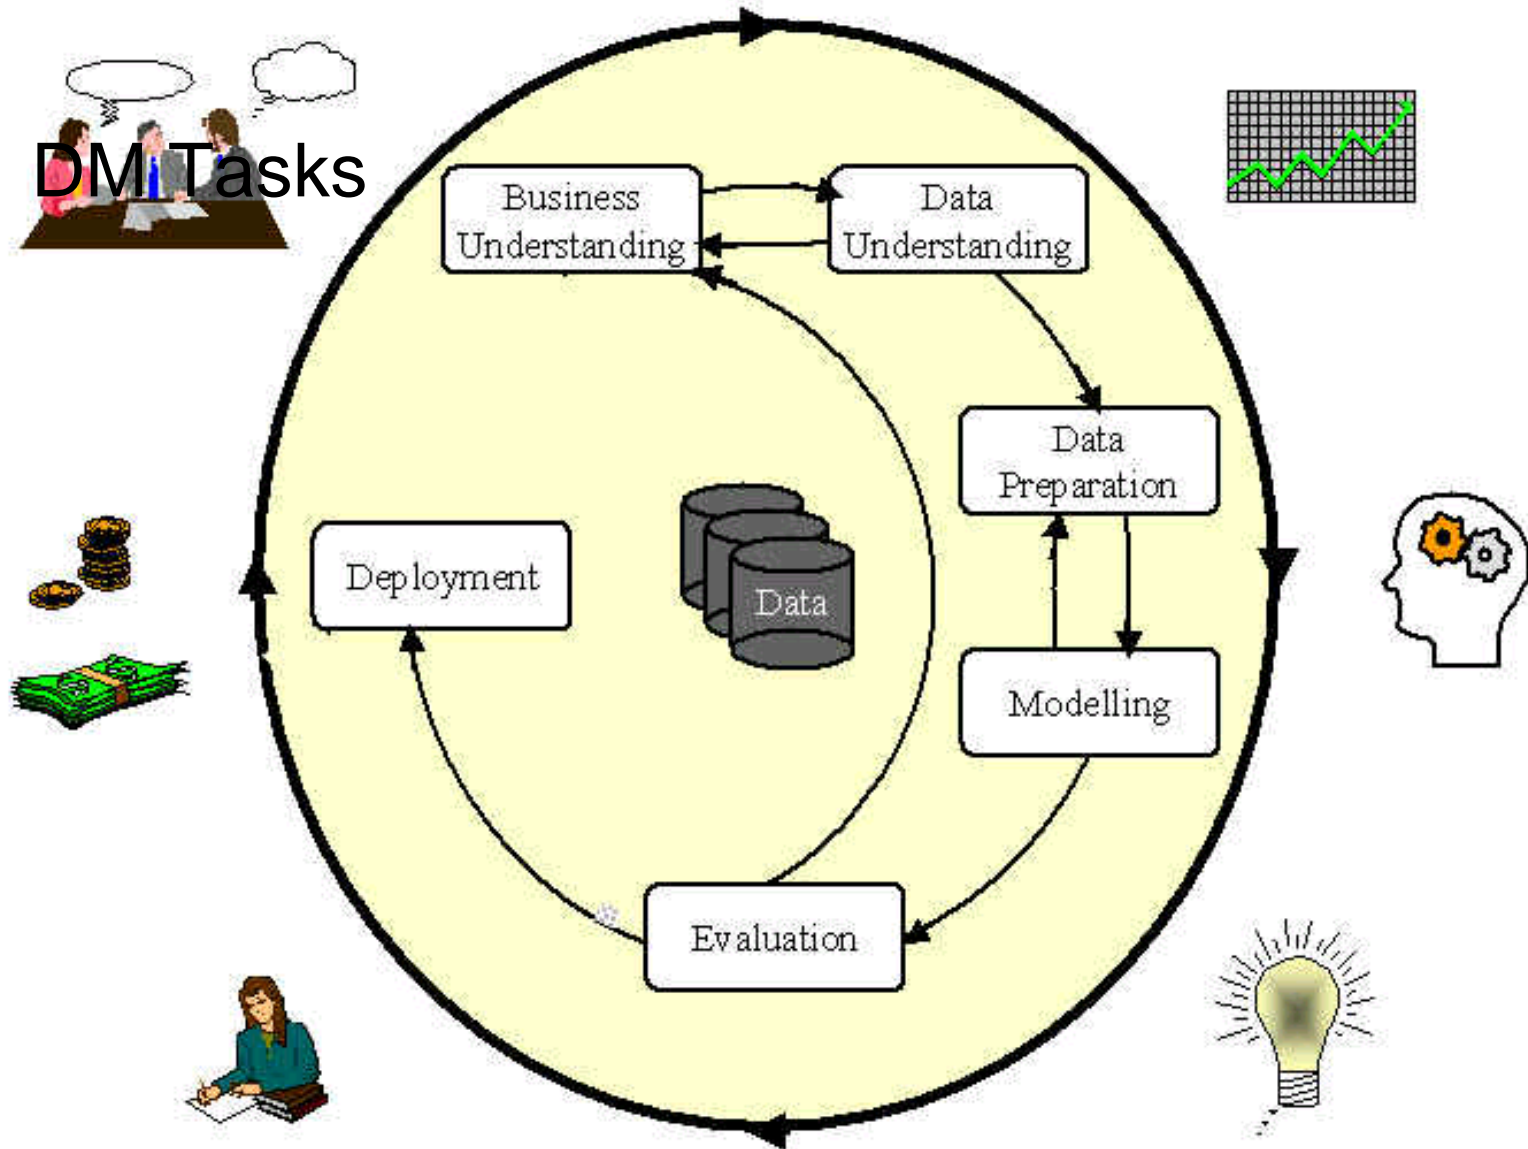 DM Tasks
Business
Understanding
Data
Understanding
Data
Preparation
Deployment
Data
Modelling
Evaluation